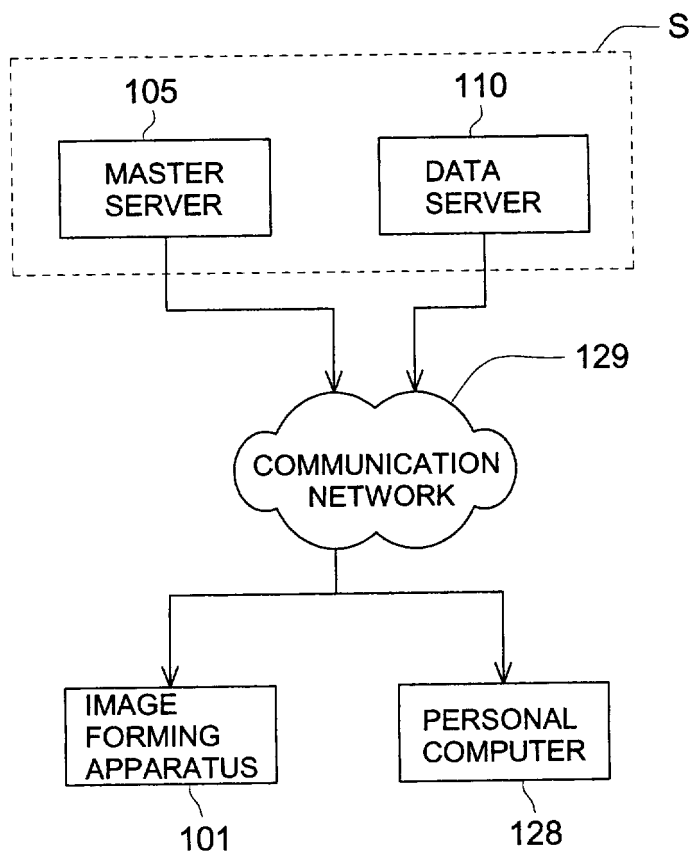 S
105
110
MASTER
SERVER
DATA
SERVER
129
COMMUNICATION
NETWORK
IMAGE
FORMING
APPARATUS
PERSONAL
COMPUTER
101
128